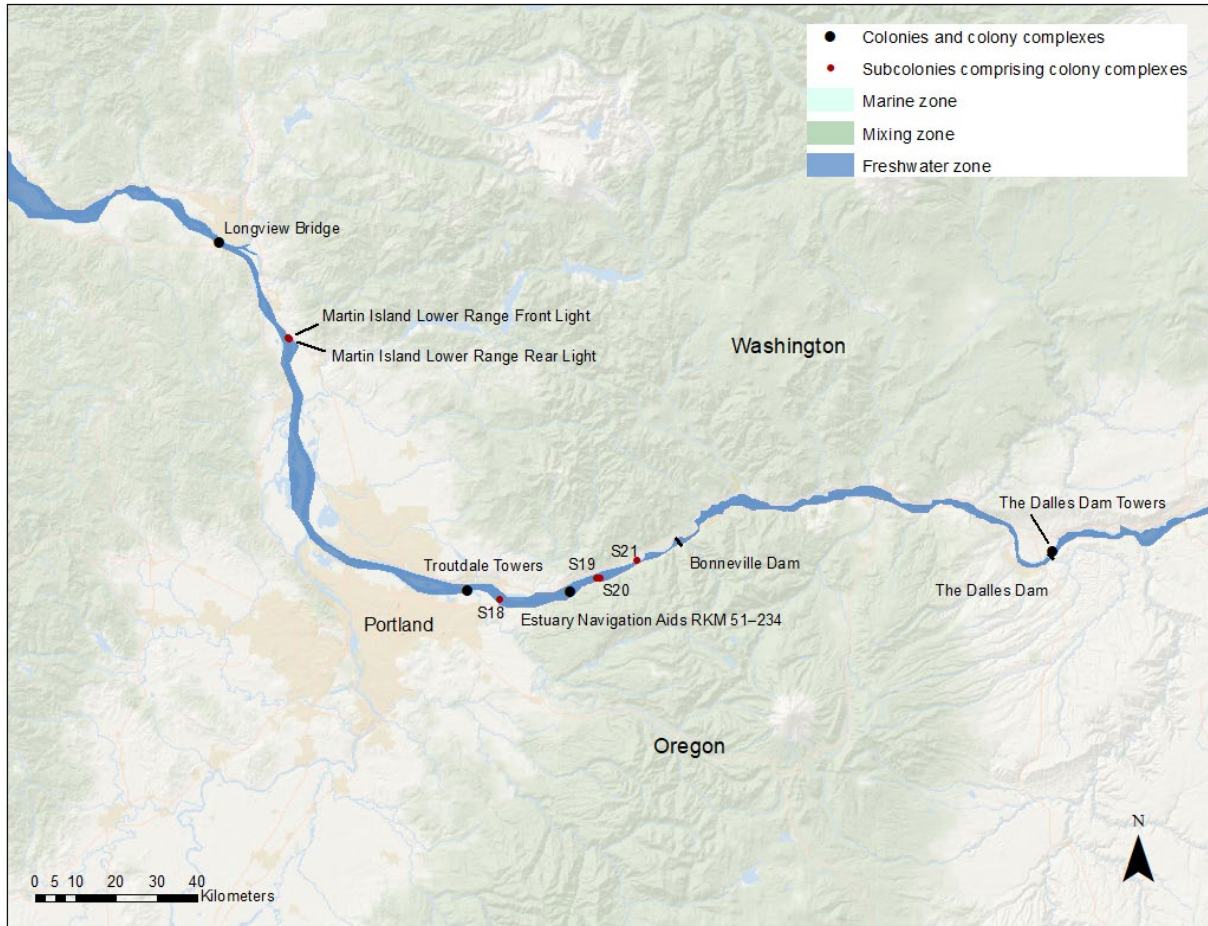 Colonies and colony complexes
Subcolonies comprising colony complexes
Marine zone
Mixing zone
Freshwater zone
Longview Bridge
Martin Island Lower Range Front Light
Martin Island Lower Range Rear Light
Washington
The Dalles Dam Towers
S21
Bonneville Dam
Troutdale Towers
S19
S20
The Dalles Dam
S18
Estuary Navigation Aids RKM 51–234
Portland
Oregon
N
0 5 10 20 30 40
Kilometers